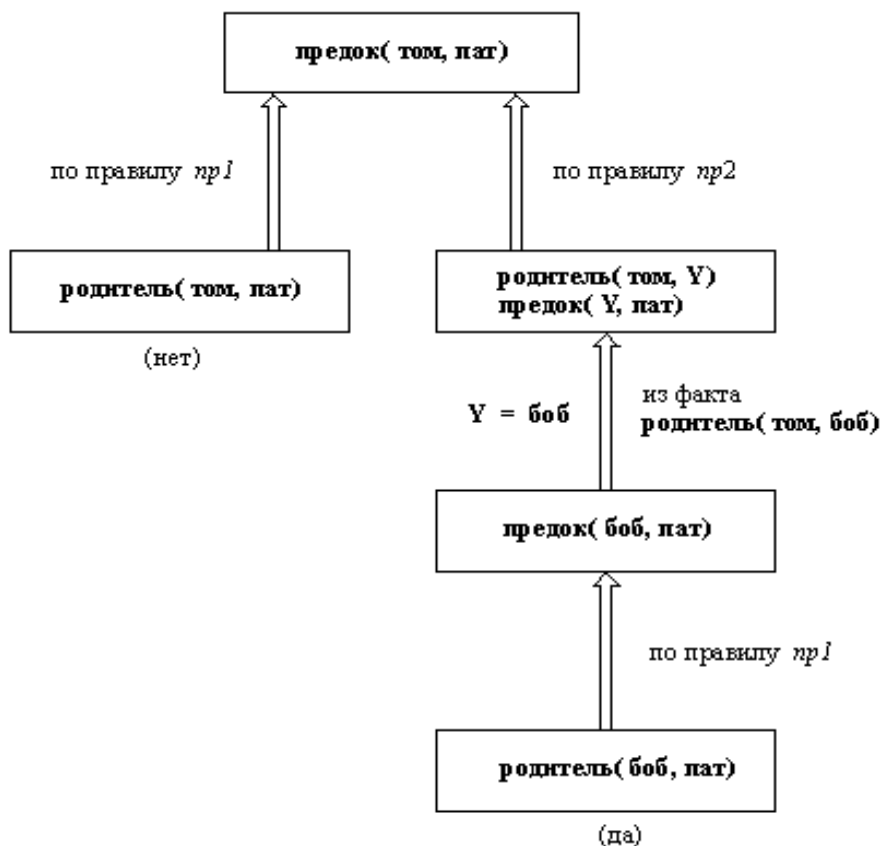 предок( том, пат)
по правилу пр1
по правилу пр2
родитель( том, пат)
(нет)
родитель( том, Y)
предок( Y, пат)
Y = боб
из факта
родитель( том, боб)
предок( боб, пат)
по правилу пр1
родитель( боб, пат)
(да)